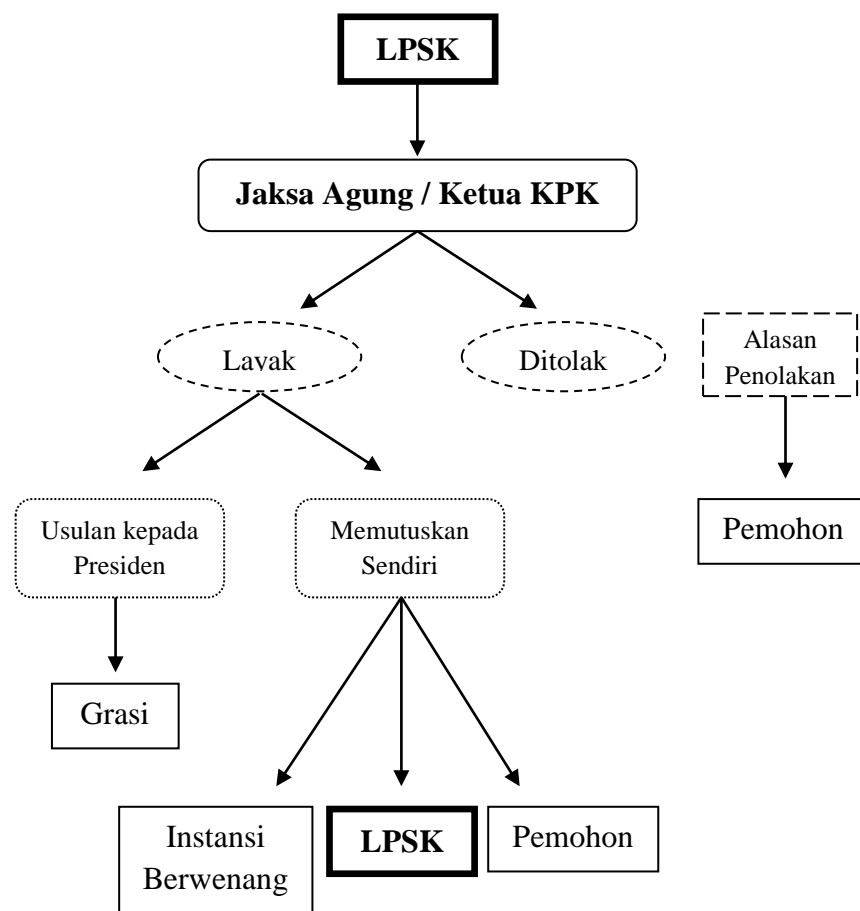 LPSK
Jaksa Agung / Ketua KPK
Layak
Ditolak
Alasan
Penolakan
Usulan kepada
Presiden
Memutuskan
Sendiri
Pemohon
Grasi
Instansi
Berwenang
LPSK
Pemohon